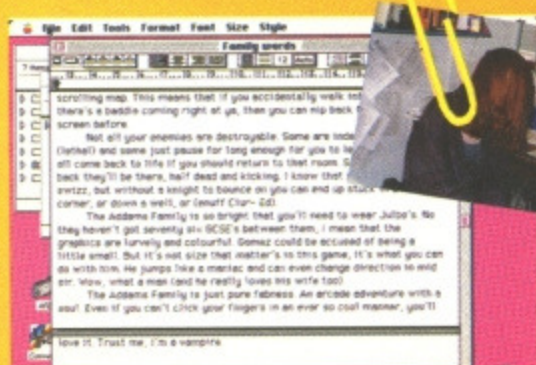 File Edit Tools Format Font Size Style
Family words
scrolling map. This means that if you accidentally walk
there's a baddie coming right at ya, then you can nip back
screen before.
Not all your enemies are destroyable. Some are
(lethal) and some just pause for long enough for you to
all come back to life if you should return to that room.
back they'll be there, half dead and kicking. I know that
swizz, but without a knight to bounce on you can end up stuck
corner, or down a well, or (enuff Ed).
The Addams Family is so bright that you'll need to wear Julbo's. No
they haven't got seventy six GCSE's between them, I mean that the
graphics are lurvely and colourful. Gomez could be accused of being a
little small. But it's not size that matter's in this game, it's what you can
do with him. He jumps like a maniac and can even change direction in mid
air. Wow, what a man (and he really loves his wife too)
The Addams Family is just pure fabness. An arcade adventure with a
soul. Even if you can't click your fingers in an ever so cool manner, you'll
love it. Trust me, I'm a vampire